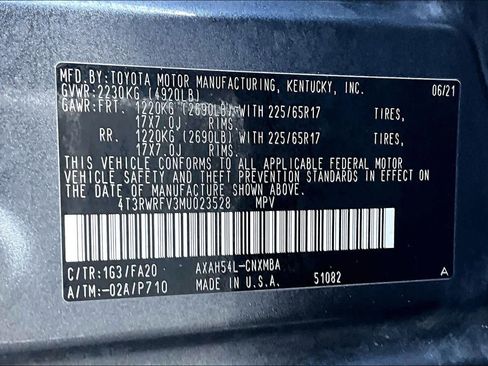 MFD.BY:TOYOTA MOTOR MANUFACTURING, KENTUCKY, INC. 06/21
GVWR:2230KG (4920LB)
GAWR:FRT. 1220KG (2690LB)WITH 225/65R17 TIRES,
17X7.0J RIMS.
RR. 1220KG (2690LB)WITH 225/65R17 TIRES,
17X7.0J RIMS.
THIS VEHICLE CONFORMS TO ALL APPLICABLE FEDERAL MOTOR
VEHICLE SAFETY AND THEFT PREVENTION STANDARDS IN EFFECT
ON THE DATE OF MANUFACTURE SHOWN ABOVE.
4T3RWRFV3MU023528 MPV
C/TR:1G3/FA20 AXAH54L-CNXMBA
A/TM:-02A/P710 MADE IN U.S.A. 51082 A